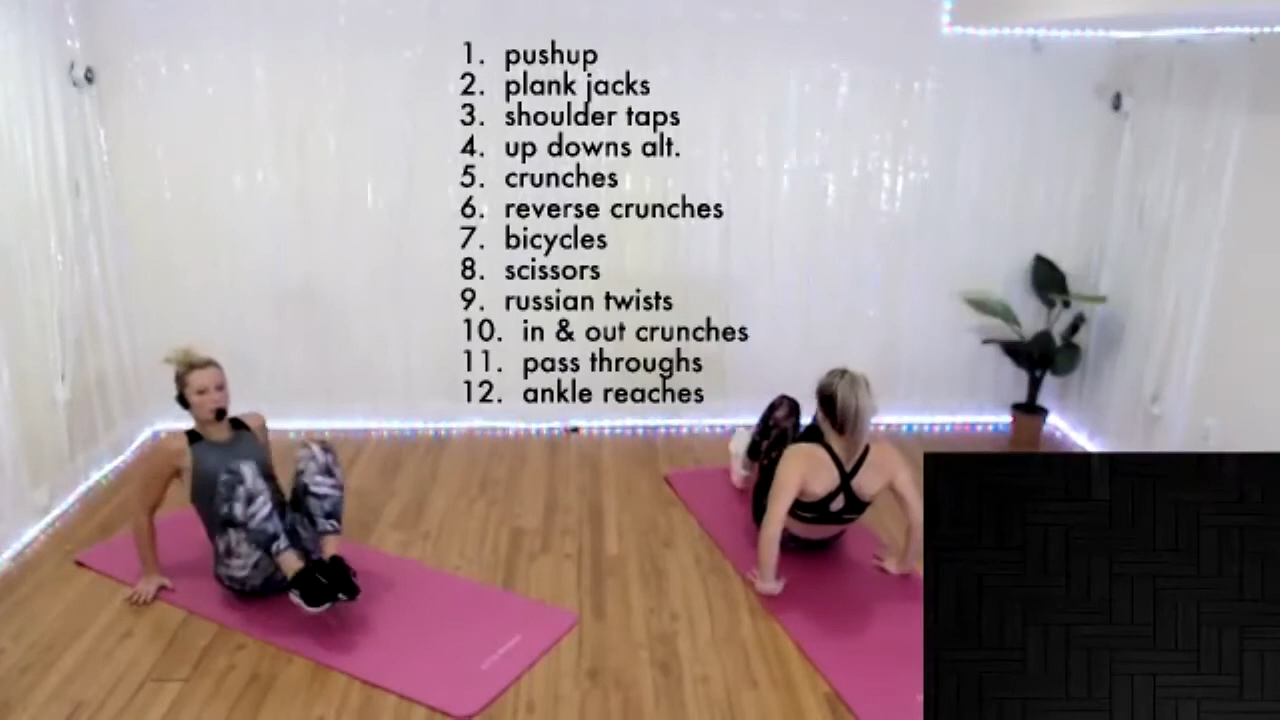 1. pushup
2. plank jacks
3. shoulder taps
4. up downs alt.
5. crunches
6. reverse crunches
7. bicycles
8. scissors
9. russian twists
10. in & out crunches
11. pass throughs
12. ankle reaches